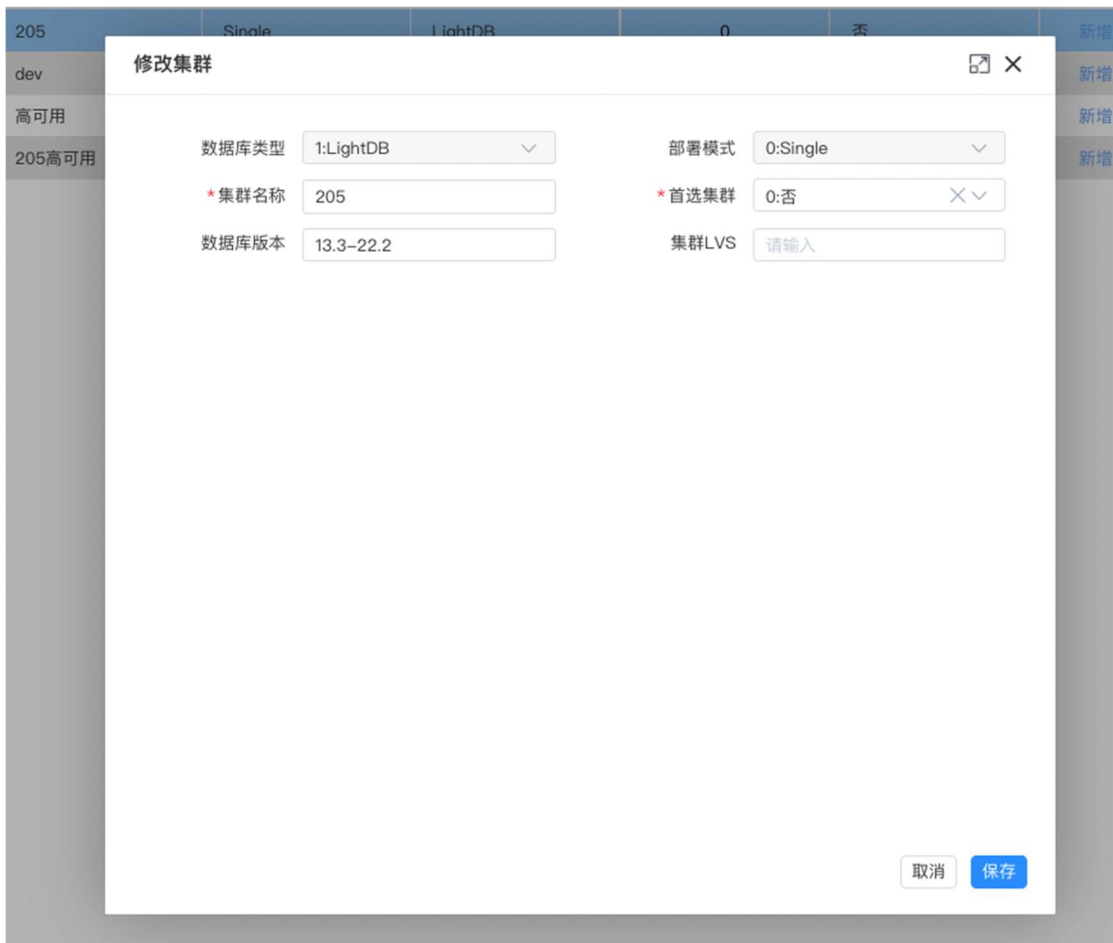 205 Single LightDB 0 否 新增
dev 新增
高可用 新增
205高可用 新增
修改集群
数据库类型 1:LightDB 部署模式 0:Single
*集群名称 205 *首选集群 0:否
数据库版本 13.3-22.2 集群LVS 请输入
取消 保存